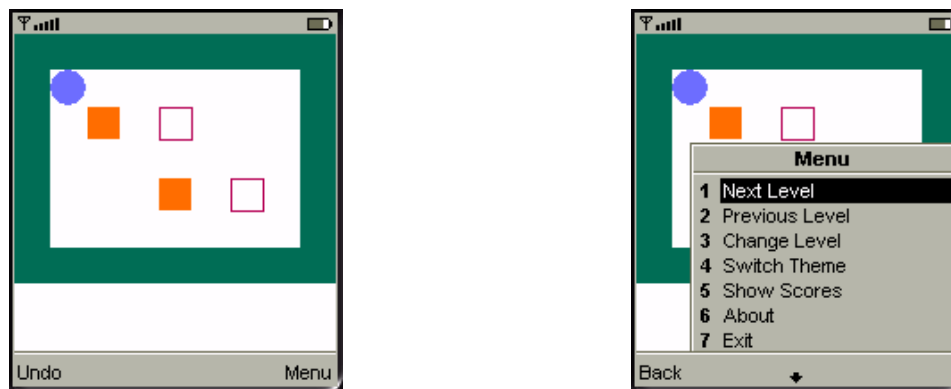 Undo Menu
Menu
1 Next Level
2 Previous Level
3 Change Level
4 Switch Theme
5 Show Scores
6 About
7 Exit
Back